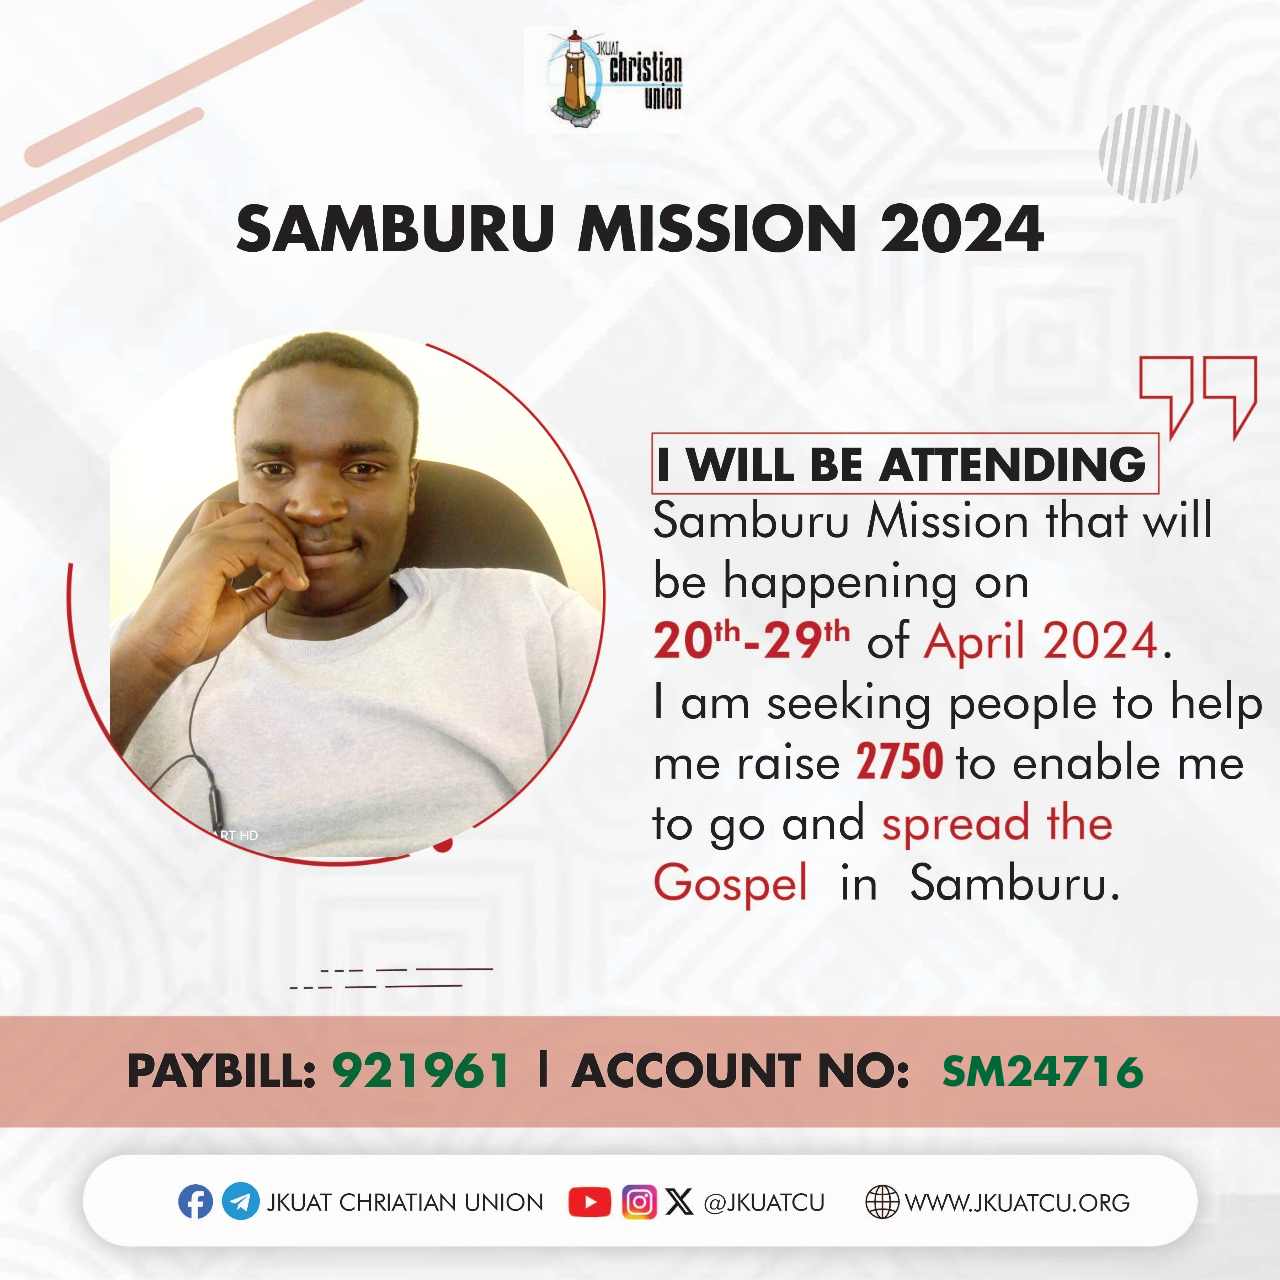 JKUAT
christian
union
SAMBURU MISSION 2024
I WILL BE ATTENDING
Samburu Mission that will
be happening on
20th-29th of April 2024.
I am seeking people to help
me raise 2750 to enable me
to go and spread the
Gospel in Samburu.
ART HD
PAYBILL: 921961 | ACCOUNT NO: SM24716
JKUAT CHRIATIAN UNION @JKUATCU WWW.JKUATCU.ORG